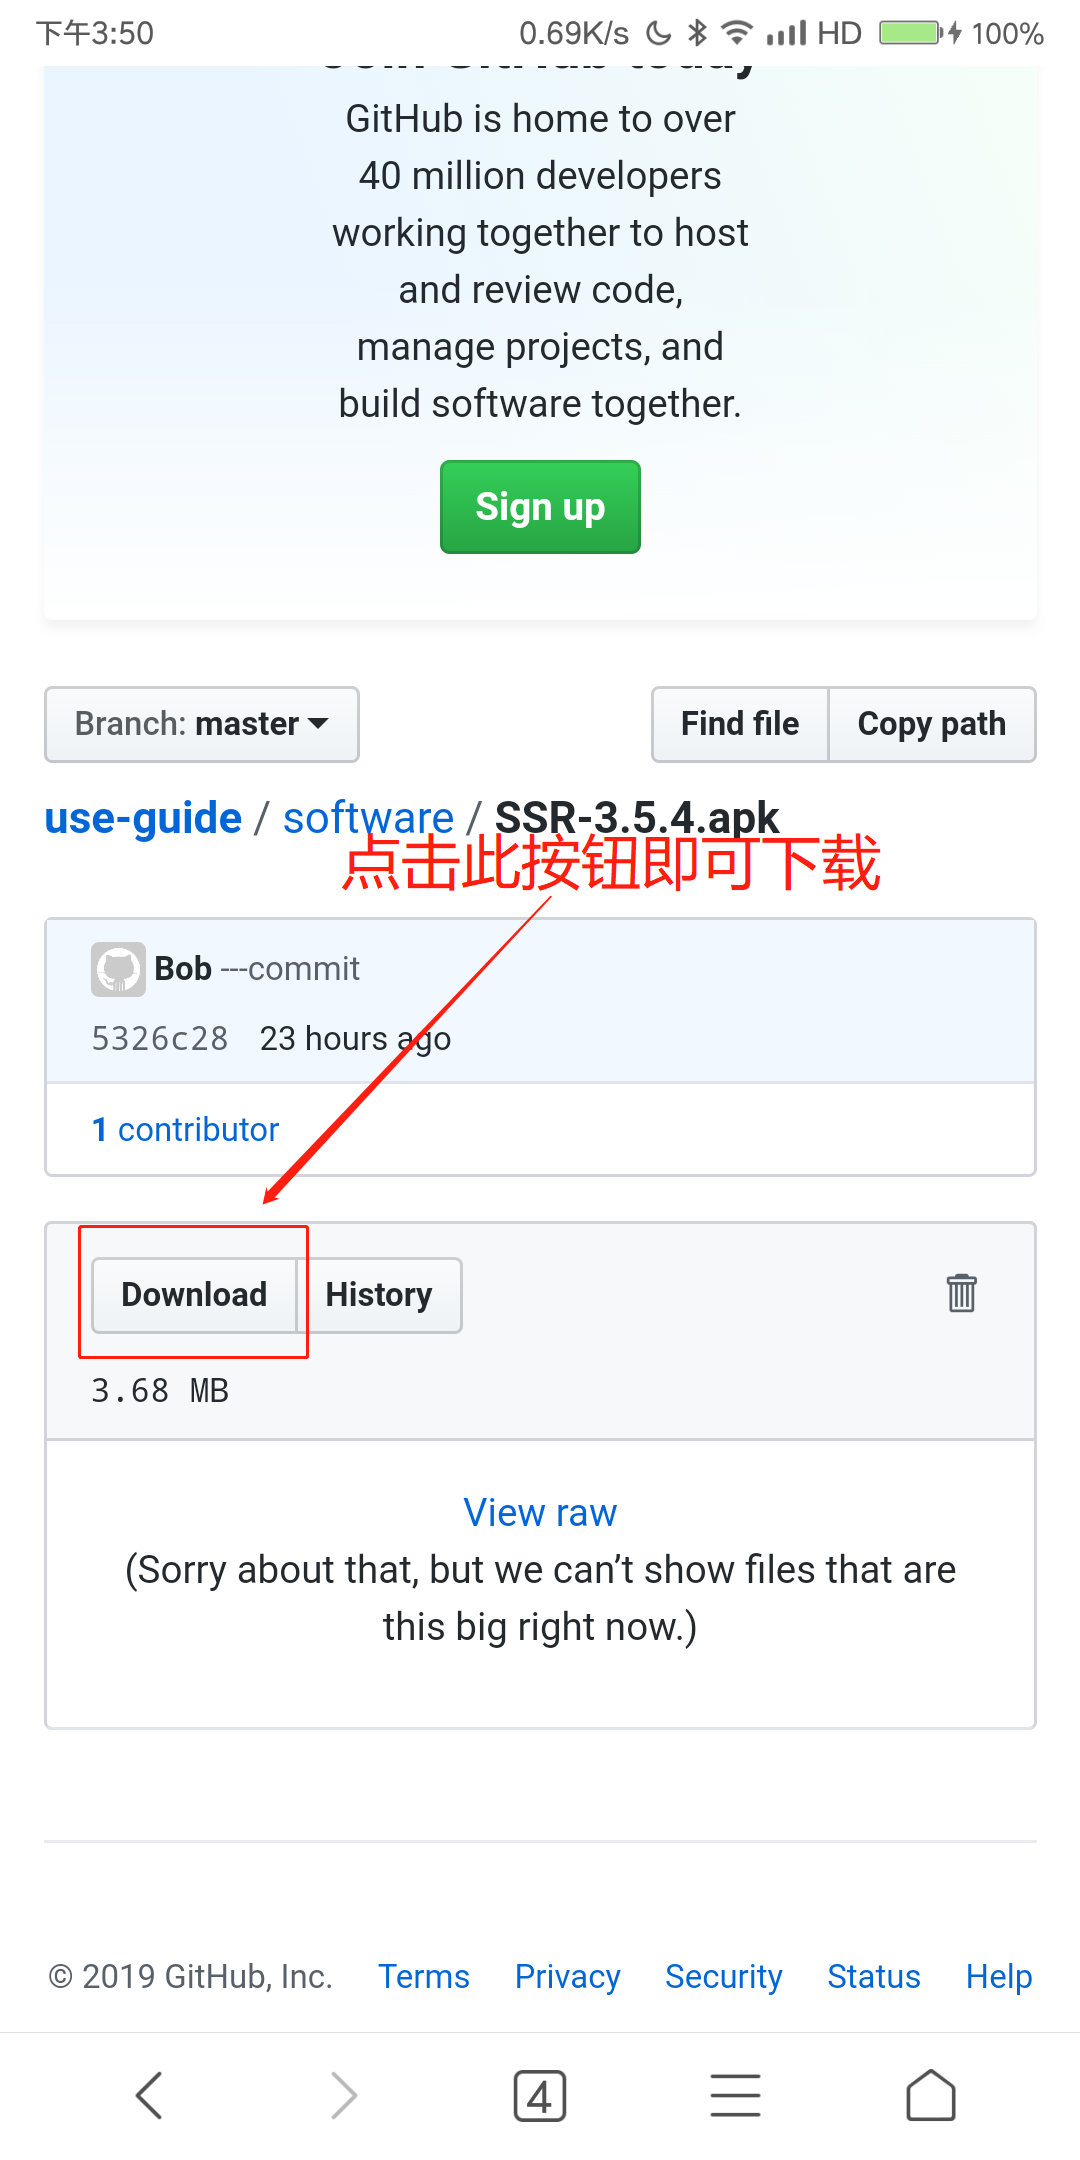 下午3:50 0.69K/s HD 100%
Join GitHub today
GitHub is home to over
40 million developers
working together to host
and review code,
manage projects, and
build software together.
Sign up
Branch: master Find file Copy path
use-guide / software / SSR-3.5.4.apk
点击此按钮即可下载
Bob ---commit
5326c28 23 hours ago
1 contributor
Download History
3.68 MB
View raw
(Sorry about that, but we can’t show files that are
this big right now.)
© 2019 GitHub, Inc. Terms Privacy Security Status Help
4